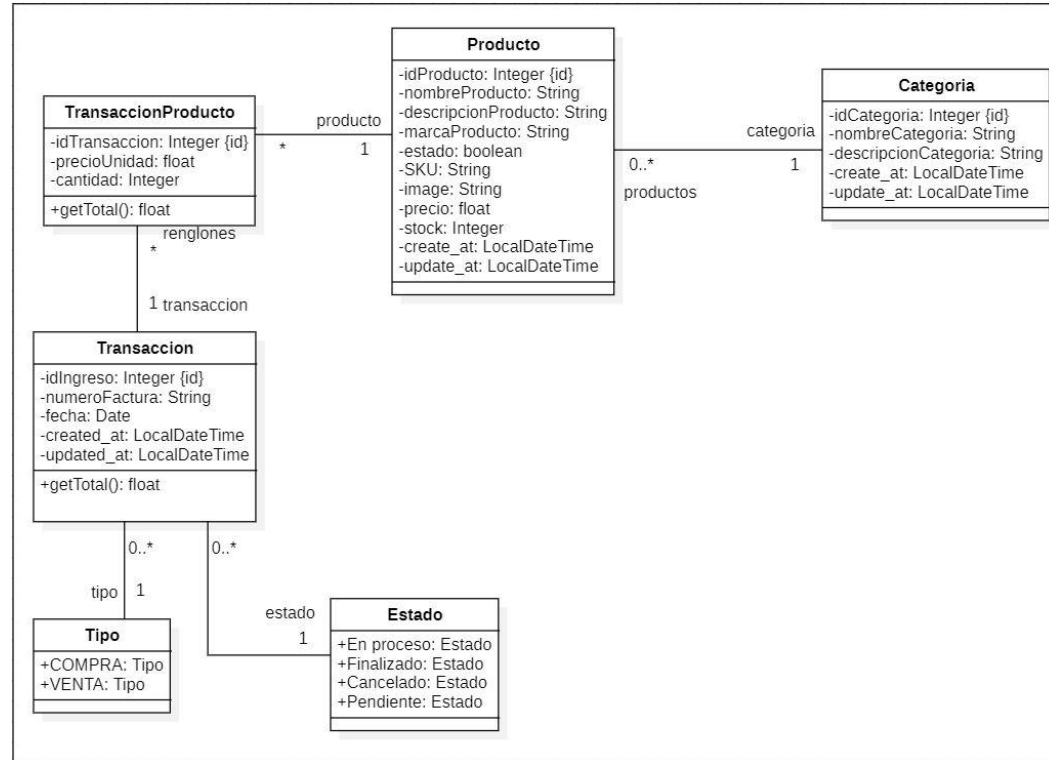 Producto
-idProducto: Integer {id}
-nombreProducto: String
-descripcionProducto: String
-marcaProducto: String
-estado: boolean
-SKU: String
-image: String
-precio: float
-stock: Integer
-create_at: LocalDateTime
-update_at: LocalDateTime
Categoria
-idCategoria: Integer {id}
-nombreCategoria: String
-descripcionCategoria: String
-create_at: LocalDateTime
-update_at: LocalDateTime
TransaccionProducto
-idTransaccion: Integer {id}
-precioUnidad: float
-cantidad: Integer
+getTotal(): float
producto
*
1
categoria
0..*
1
productos
renglones
*
1 transaccion
Transaccion
-idIngreso: Integer {id}
-numeroFactura: String
-fecha: Date
-created_at: LocalDateTime
-updated_at: LocalDateTime
+getTotal(): float
0..*
0..*
tipo
1
estado
1
Tipo
+COMPRA: Tipo
+VENTA: Tipo
Estado
+En proceso: Estado
+Finalizado: Estado
+Cancelado: Estado
+Pendiente: Estado